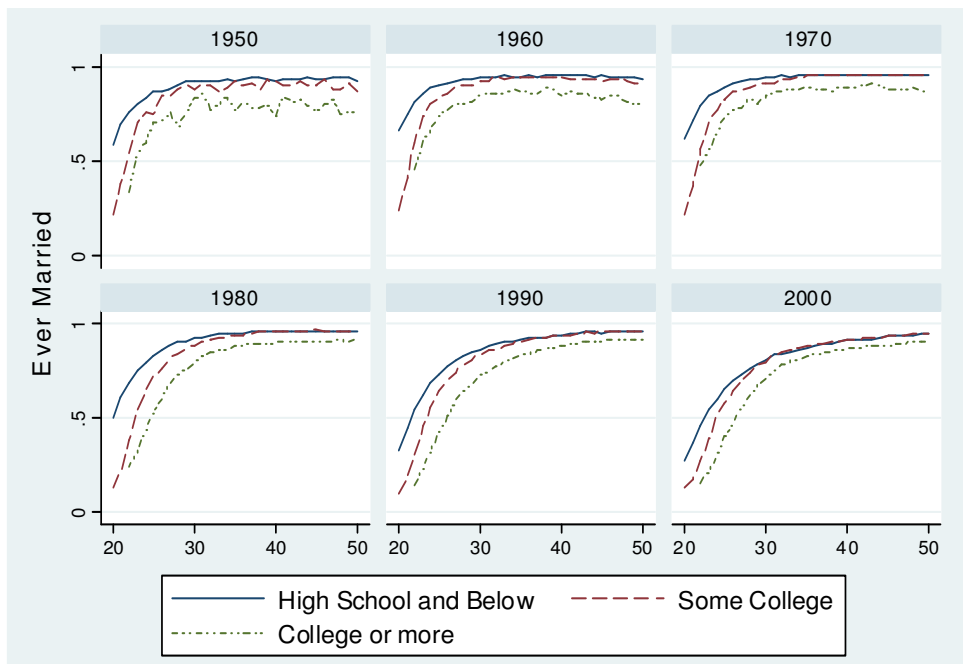 1950 1960 1970
1
.5
0
Ever Married
1980 1990 2000
1
.5
0
20 30 40 50 20 30 40 50 20 30 40 50
High School and Below Some College
College or more